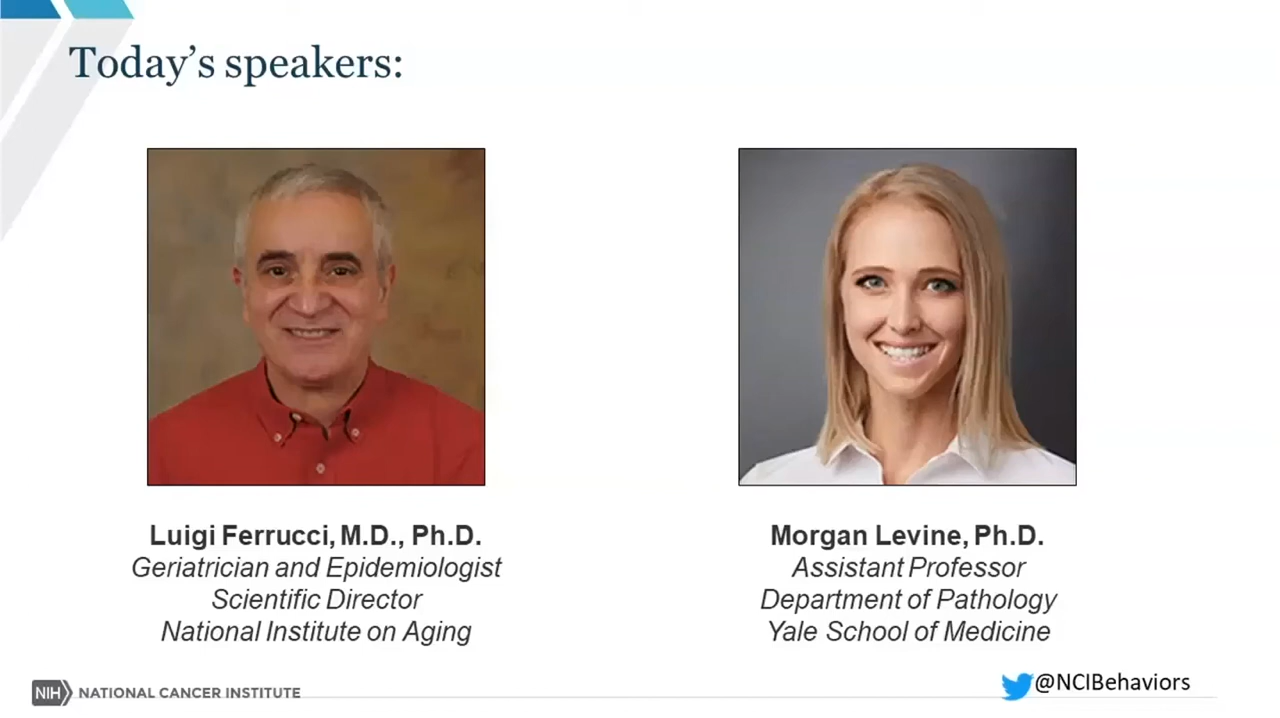 Today's speakers:
Luigi Ferrucci, M.D., Ph.D.
Geriatrician and Epidemiologist
Scientific Director
National Institute on Aging
Morgan Levine, Ph.D.
Assistant Professor
Department of Pathology
Yale School of Medicine
NIH NATIONAL CANCER INSTITUTE
@NCIBehaviors